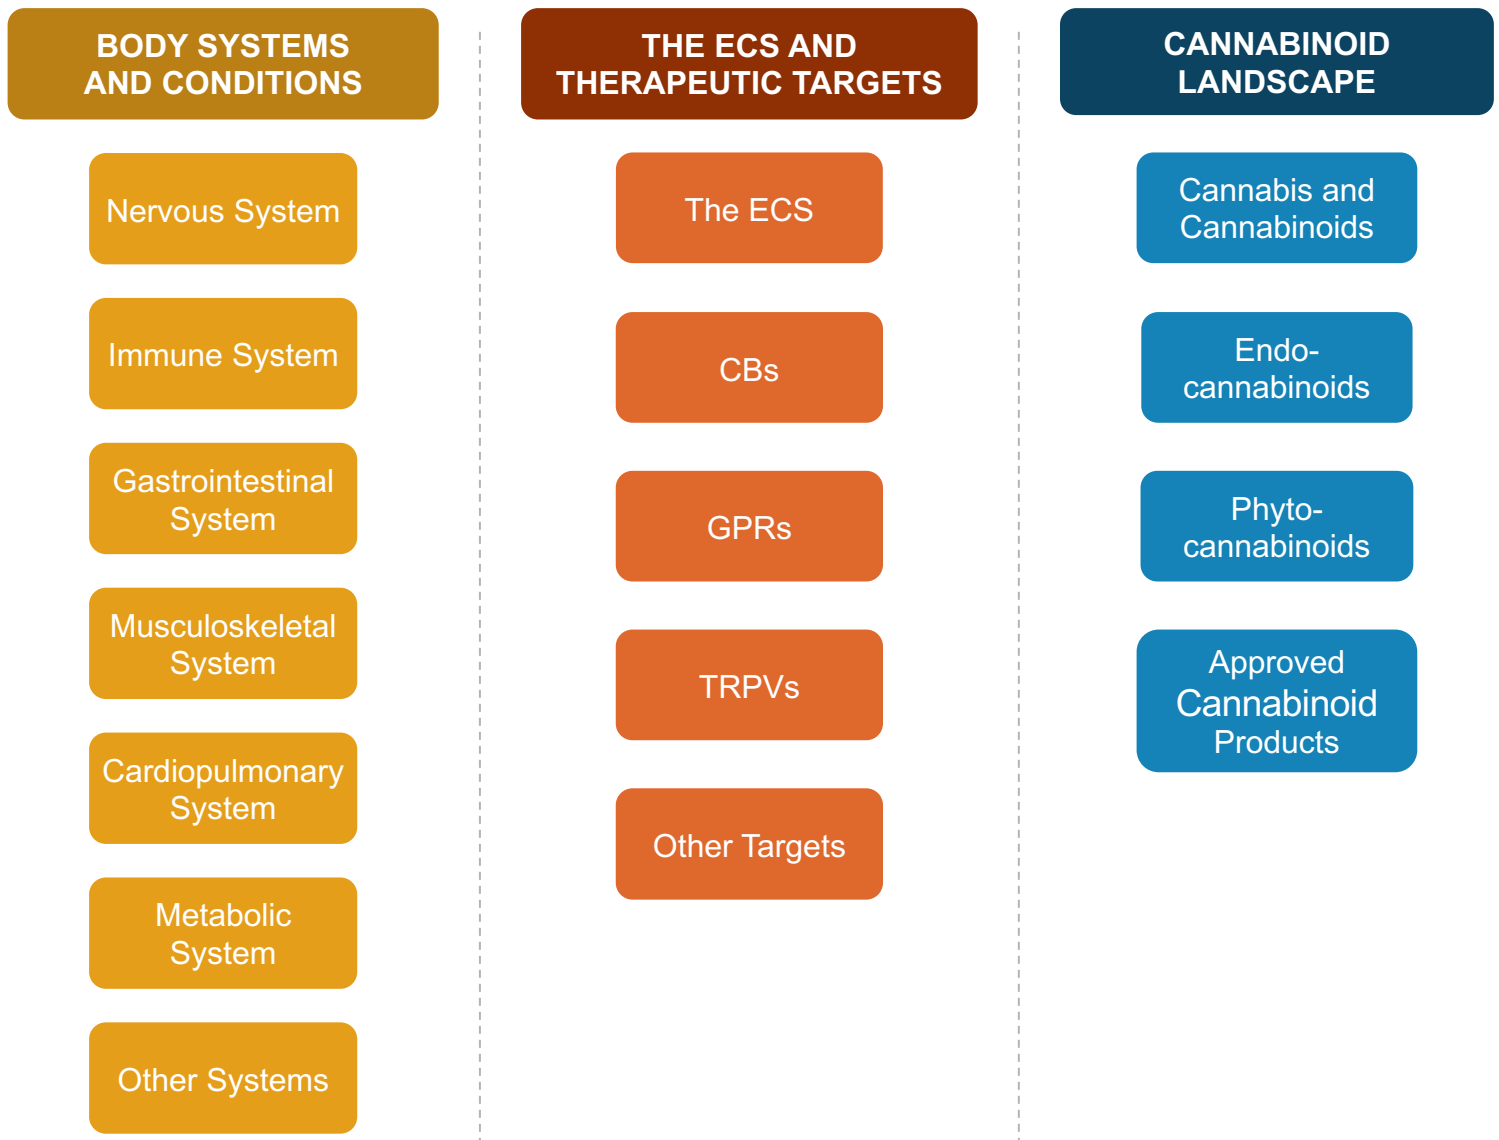 BODY SYSTEMS
AND CONDITIONS
Nervous System
Immune System
Gastrointestinal
System
Musculoskeletal
System
Cardiopulmonary
System
Metabolic
System
Other Systems
THE ECS AND
THERAPEUTIC TARGETS
The ECS
CBs
GPRs
TRPVs
Other Targets
CANNABINOID
LANDSCAPE
Cannabis and
Cannabinoids
Endo-
cannabinoids
Phyto-
cannabinoids
Approved
Cannabinoid
Products